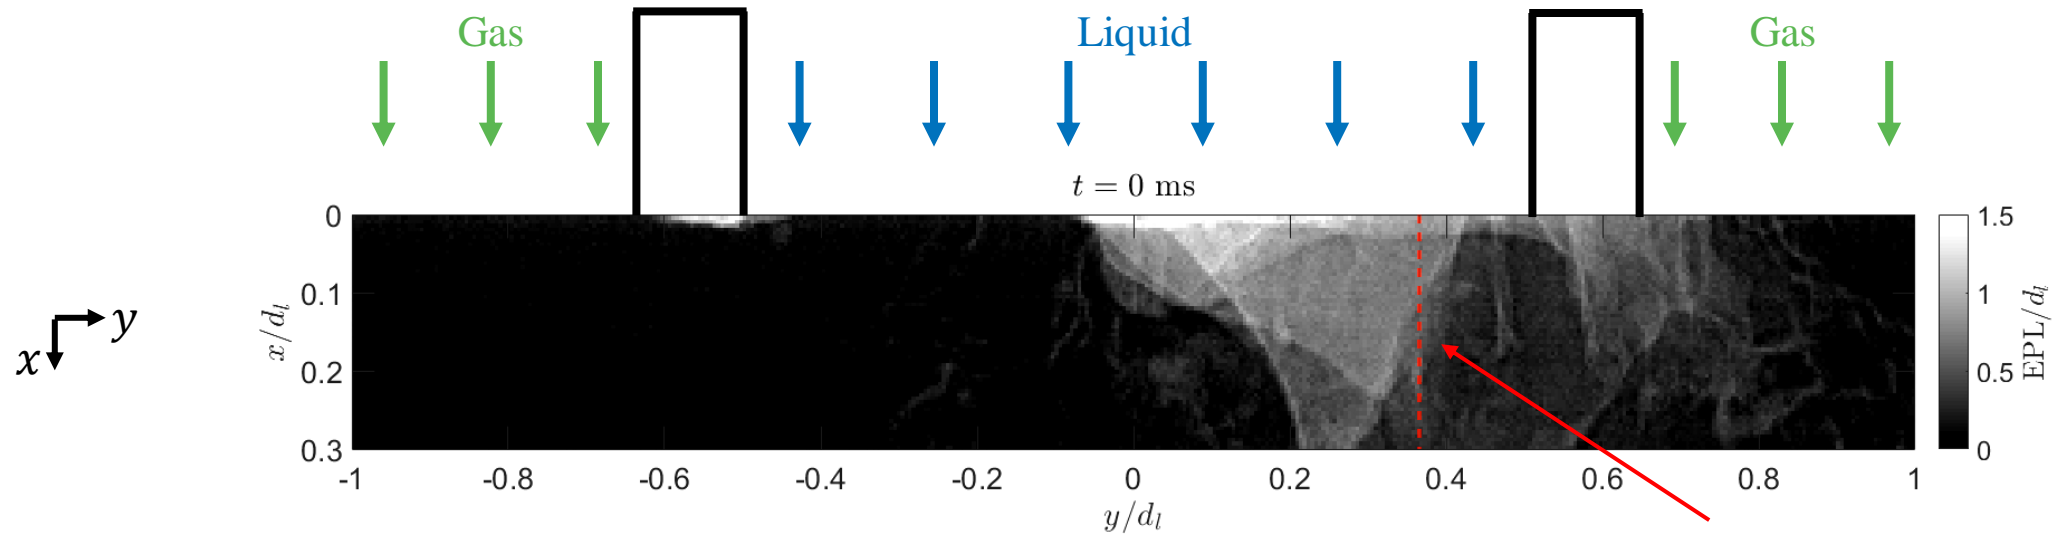 Gas
Liquid
Gas
t = 0 ms
0
0.1
0.2
0.3
x/d_l
y
x
-1 -0.8 -0.6 -0.4 -0.2 0 0.2 0.4 0.6 0.8 1
y/d_l
1.5
1
0.5
0
EPL/d_l